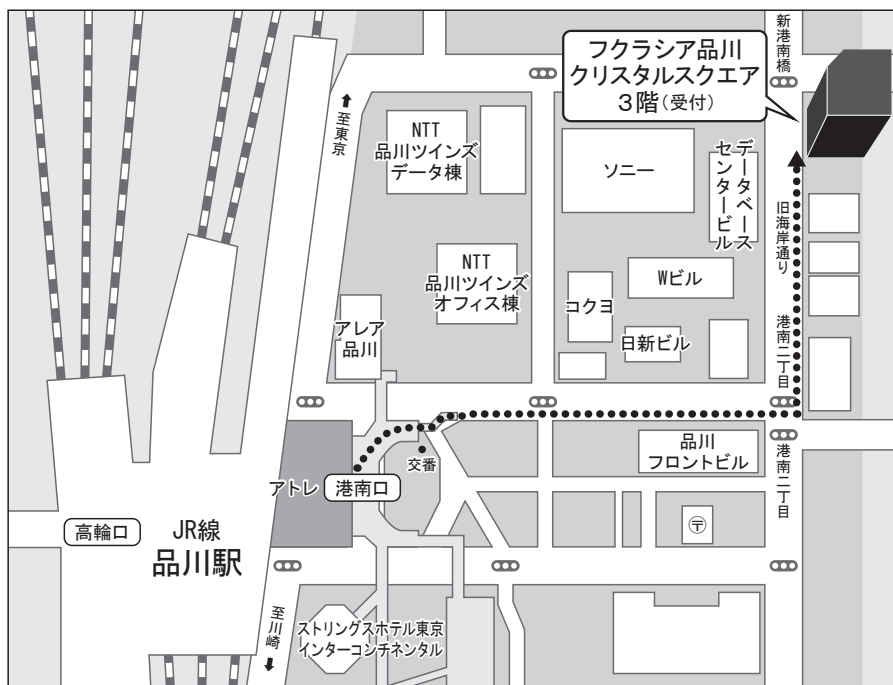 新港南橋
フクラシア品川
クリスタルスクエア
3階(受付)
至東京
NTT
品川ツインズ
データ棟
ソニー
データベース
センタービル
旧海岸通り
NTT
品川ツインズ
オフィス棟
Wビル
コクヨ
日新ビル
アレア
品川
港南二丁目
交番
品川
フロントビル
港南二丁目
アトレ
港南口
高輪口
JR線
品川駅
〒
至川崎
ストリングスホテル東京
インターコンチネンタル